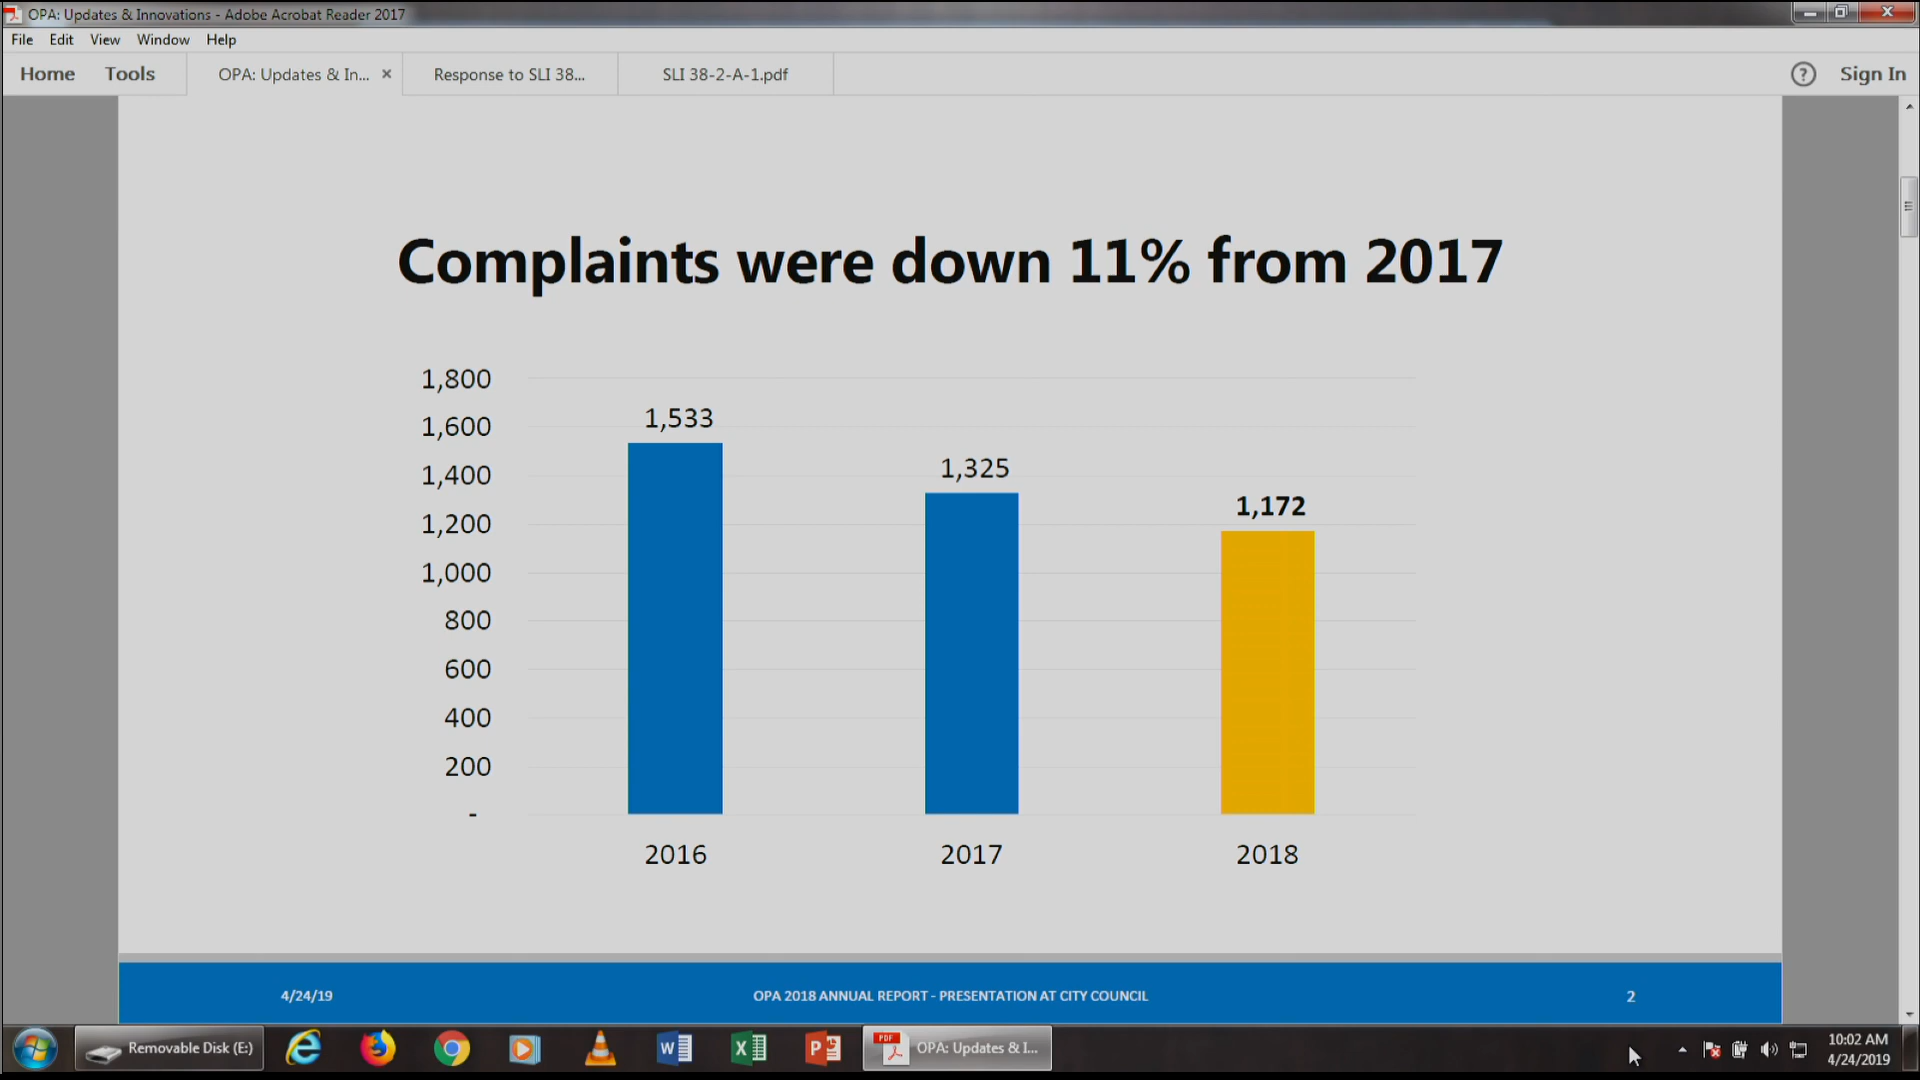 OPA: Updates & Innovations - Adobe Acrobat Reader 2017
File Edit View Window Help
Home Tools OPA: Updates & In... × Response to SLI 38... SLI 38-2-A-1.pdf ? Sign In
Complaints were down 11% from 2017
1,800
1,533
1,600
1,325
1,400
1,172
1,200
1,000
800
600
400
200
-
2016 2017 2018
4/24/19 OPA 2018 ANNUAL REPORT - PRESENTATION AT CITY COUNCIL 2
Removable Disk (E:) OPA: Updates & I...
10:02 AM
4/24/2019